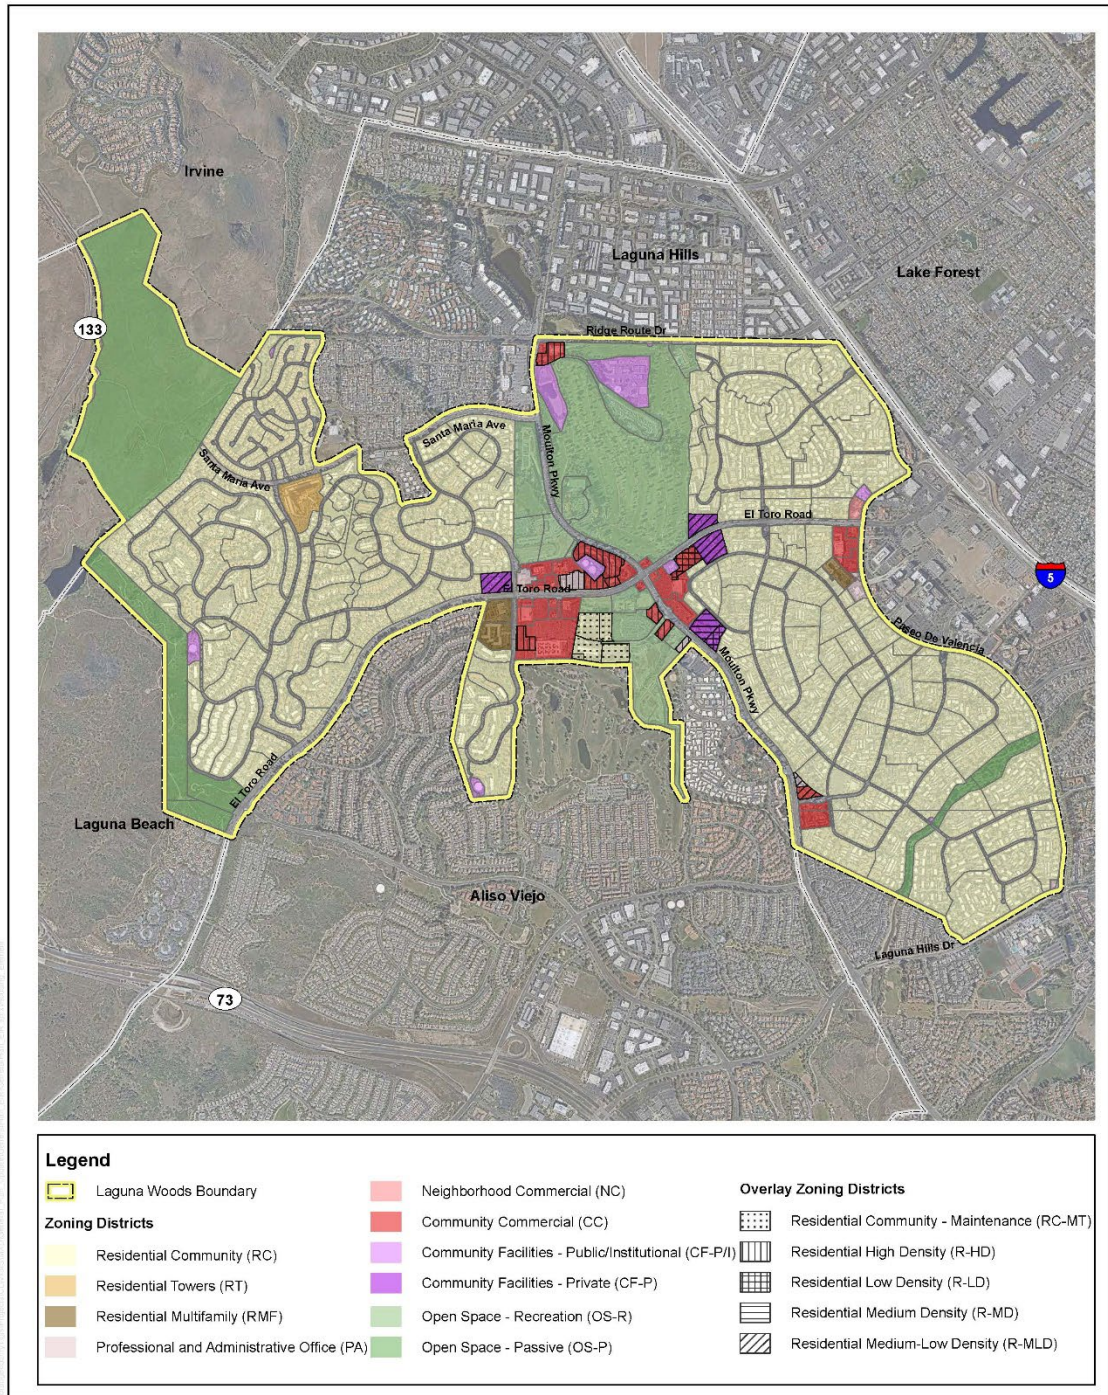 Irvine
Laguna Hills
Lake Forest
133
Ridge Route Dr
Santa Maria Ave
Moulton Pkwy
Santa Maria Ave
El Toro Road
5
El Toro Road
Paseo De Valencia
Moulton Pkwy
El Toro Road
Laguna Beach
Aliso Viejo
Laguna Hills Dr
73
Legend
Laguna Woods Boundary
Zoning Districts
Residential Community (RC)
Residential Towers (RT)
Residential Multifamily (RMF)
Professional and Administrative Office (PA)
Neighborhood Commercial (NC)
Community Commercial (CC)
Community Facilities - Public/Institutional (CF-P/I)
Community Facilities - Private (CF-P)
Open Space - Recreation (OS-R)
Open Space - Passive (OS-P)
Overlay Zoning Districts
Residential Community - Maintenance (RC-MT)
Residential High Density (R-HD)
Residential Low Density (R-LD)
Residential Medium Density (R-MD)
Residential Medium-Low Density (R-MLD)